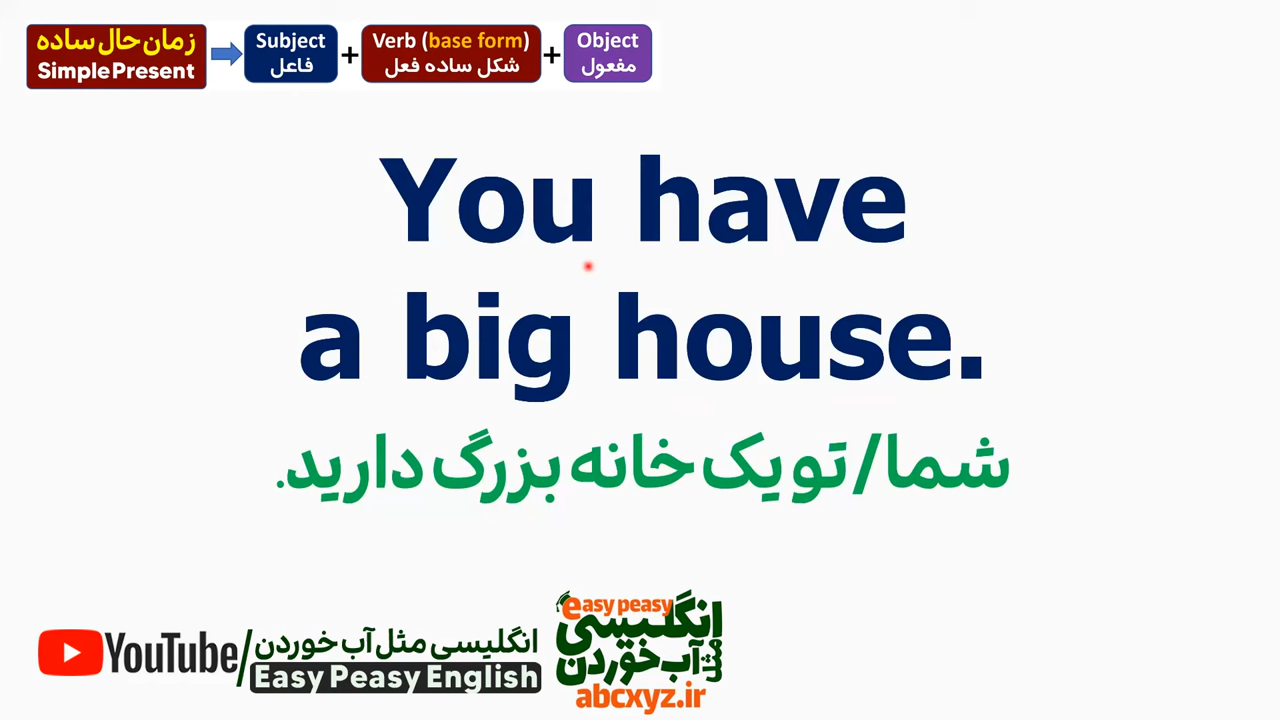 زمان حال ساده
Simple Present
Subject
فاعل
+
Verb (base form)
شکل ساده فعل
+
Object
مفعول
You have
a big house.
شما/تو یک خانه بزرگ دارید.
YouTube/
انگلیسی مثل آب خوردن
Easy Peasy English
easy peasy
انگلیسی
مثل
آب خوردن
abcxyz.ir